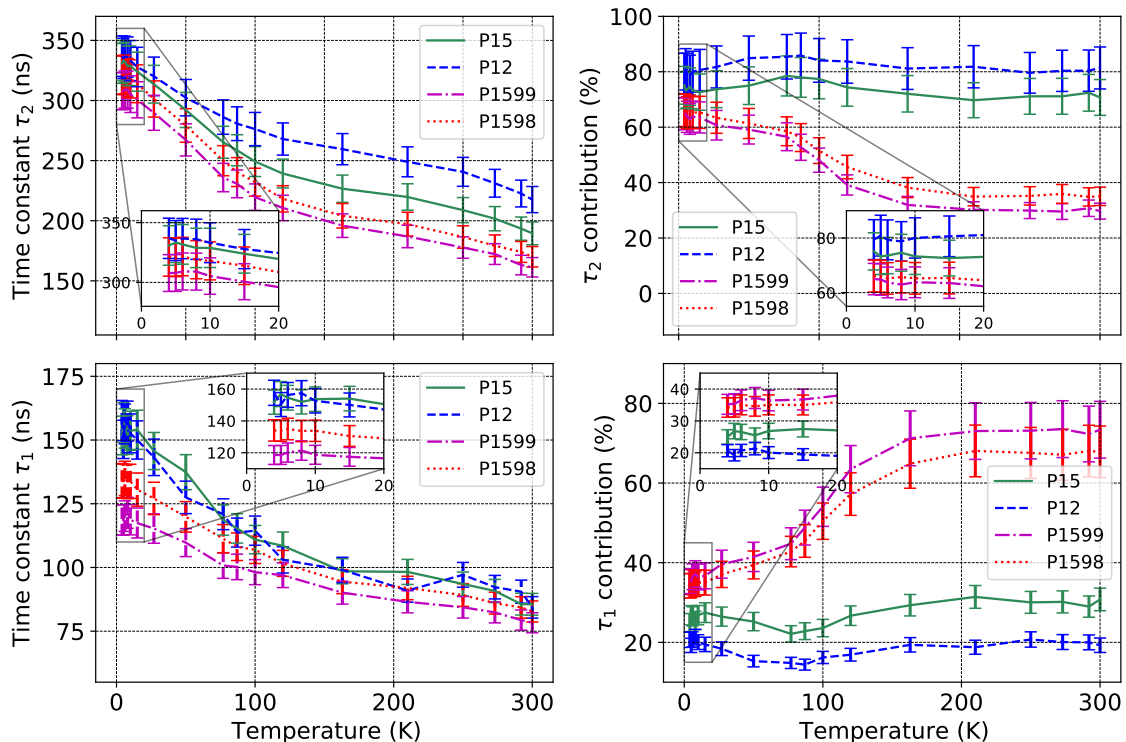 Time constant τ2 (ns)
350
300
250
200
150
P15
P12
P1599
P1598
350
300
0
10
20
τ2 contribution (%)
100
80
60
40
20
0
P15
P12
P1599
P1598
80
60
0
10
20
Time constant τ1 (ns)
175
150
125
100
75
160
140
120
0
10
20
P15
P12
P1599
P1598
0
100
200
300
Temperature (K)
τ1 contribution (%)
80
60
40
20
40
20
0
10
20
P15
P12
P1599
P1598
0
100
200
300
Temperature (K)